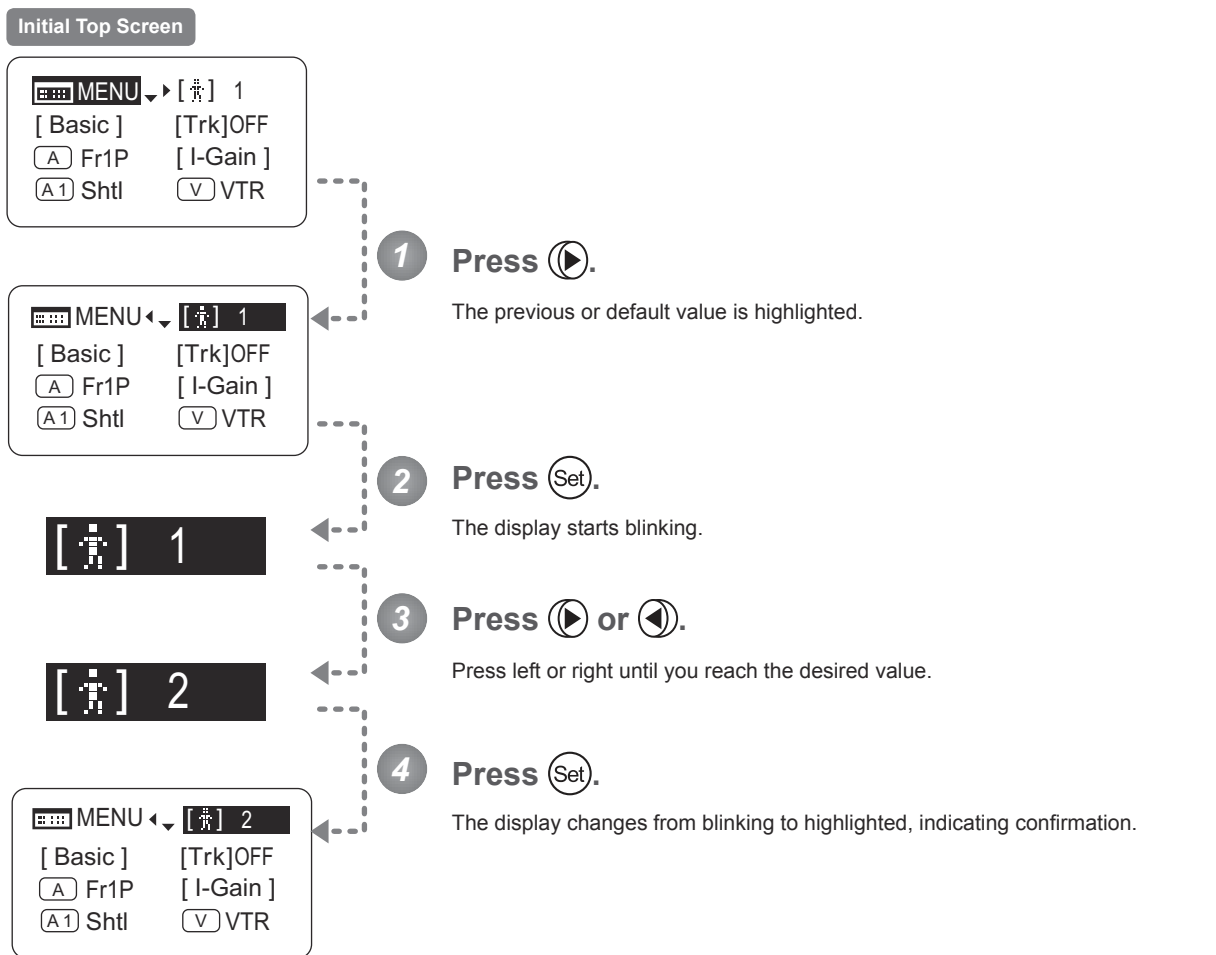 Initial Top Screen
MENU [ ] 1
[ Basic ] [Trk]OFF
A Fr1P [ I-Gain ]
A1 Shtl V VTR
1 Press .
The previous or default value is highlighted.
MENU [ ] 1
[ Basic ] [Trk]OFF
A Fr1P [ I-Gain ]
A1 Shtl V VTR
2 Press Set.
The display starts blinking.
[ ] 1
3 Press or .
Press left or right until you reach the desired value.
[ ] 2
4 Press Set.
The display changes from blinking to highlighted, indicating confirmation.
MENU [ ] 2
[ Basic ] [Trk]OFF
A Fr1P [ I-Gain ]
A1 Shtl V VTR